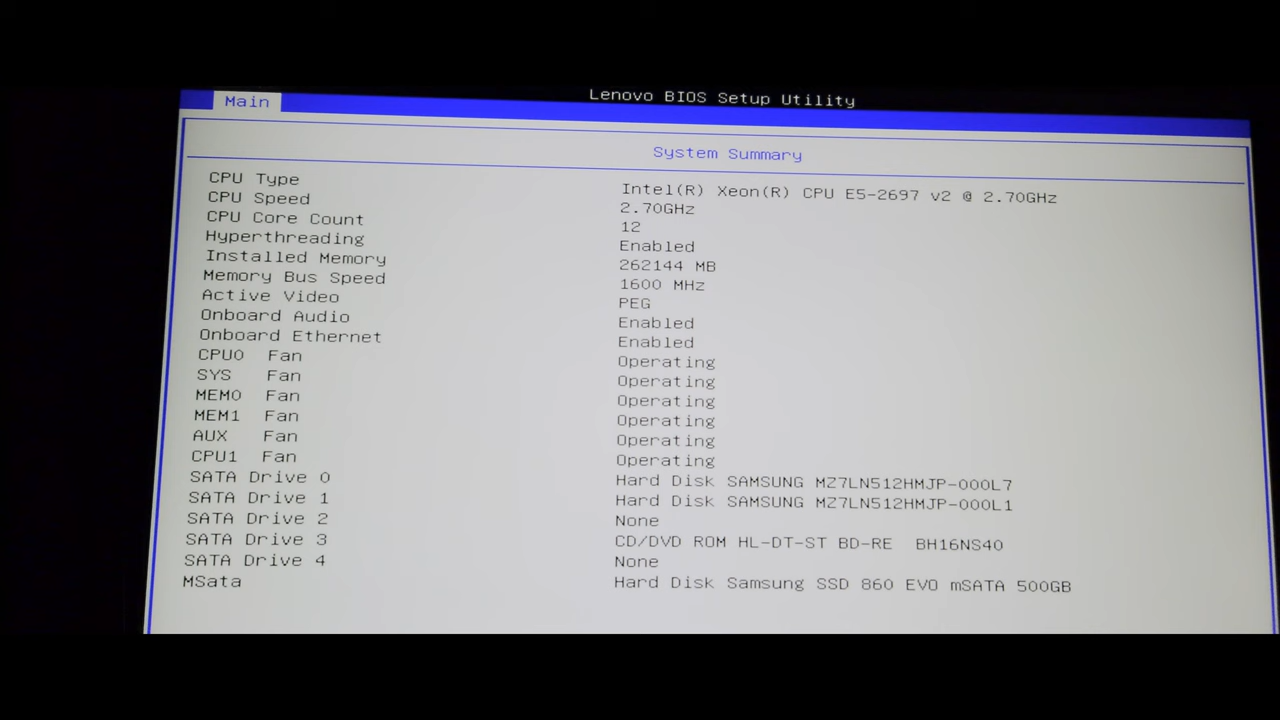 Lenovo BIOS Setup Utility
Main
System Summary
CPU Type Intel(R) Xeon(R) CPU E5-2697 v2 @ 2.70GHz
CPU Speed 2.70GHz
CPU Core Count 12
Hyperthreading Enabled
Installed Memory 262144 MB
Memory Bus Speed 1600 MHz
Active Video PEG
Onboard Audio Enabled
Onboard Ethernet Enabled
CPU0 Fan Operating
SYS Fan Operating
MEM0 Fan Operating
MEM1 Fan Operating
AUX Fan Operating
CPU1 Fan Operating
SATA Drive 0 Hard Disk SAMSUNG MZ7LN512HMJP-000L7
SATA Drive 1 Hard Disk SAMSUNG MZ7LN512HMJP-000L1
SATA Drive 2 None
SATA Drive 3 CD/DVD ROM HL-DT-ST BD-RE BH16NS40
SATA Drive 4 None
MSata Hard Disk Samsung SSD 860 EVO mSATA 500GB